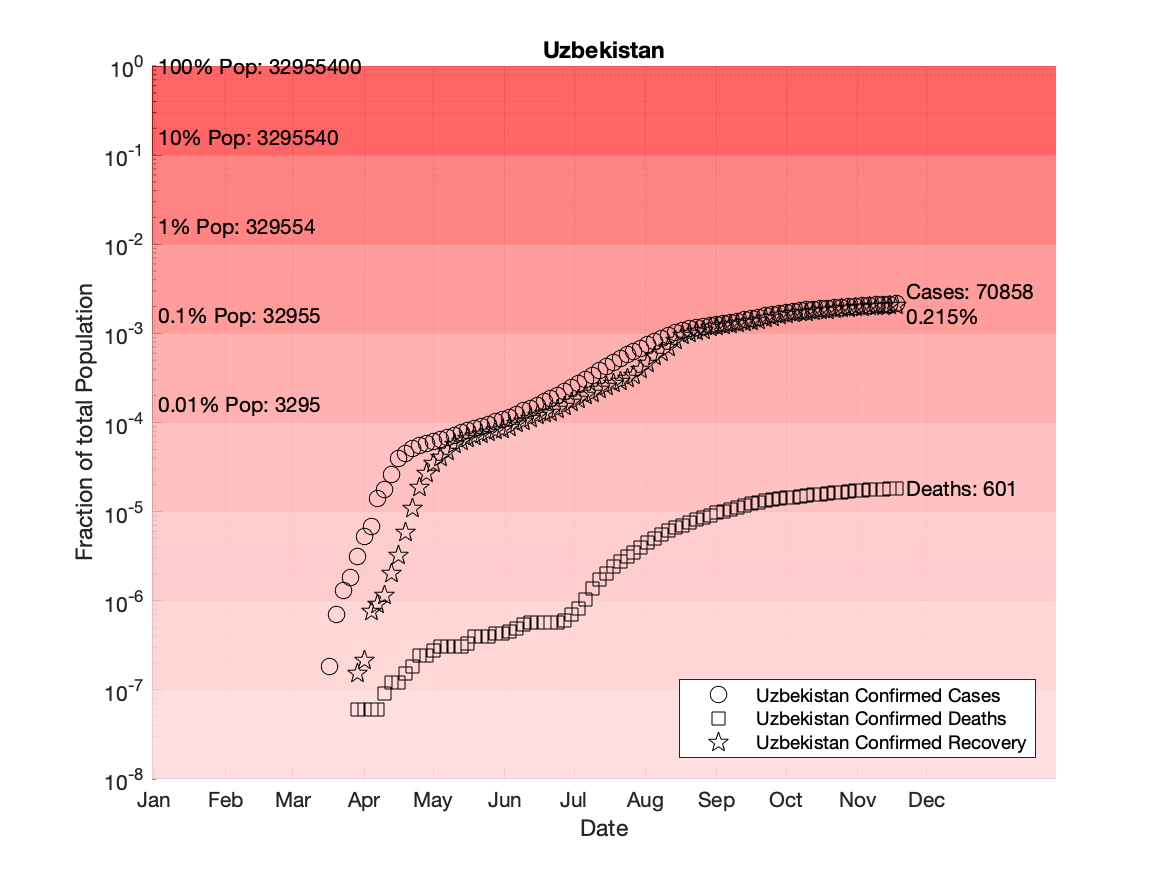 Uzbekistan
10^0
100% Pop: 32955400
10% Pop: 3295540
10^-1
1% Pop: 329554
10^-2
Cases: 70858
0.1% Pop: 32955
0.215%
10^-3
0.01% Pop: 3295
10^-4
Deaths: 601
10^-5
10^-6
10^-7
10^-8
Fraction of total Population
Uzbekistan Confirmed Cases
Uzbekistan Confirmed Deaths
Uzbekistan Confirmed Recovery
Jan Feb Mar Apr May Jun Jul Aug Sep Oct Nov Dec
Date